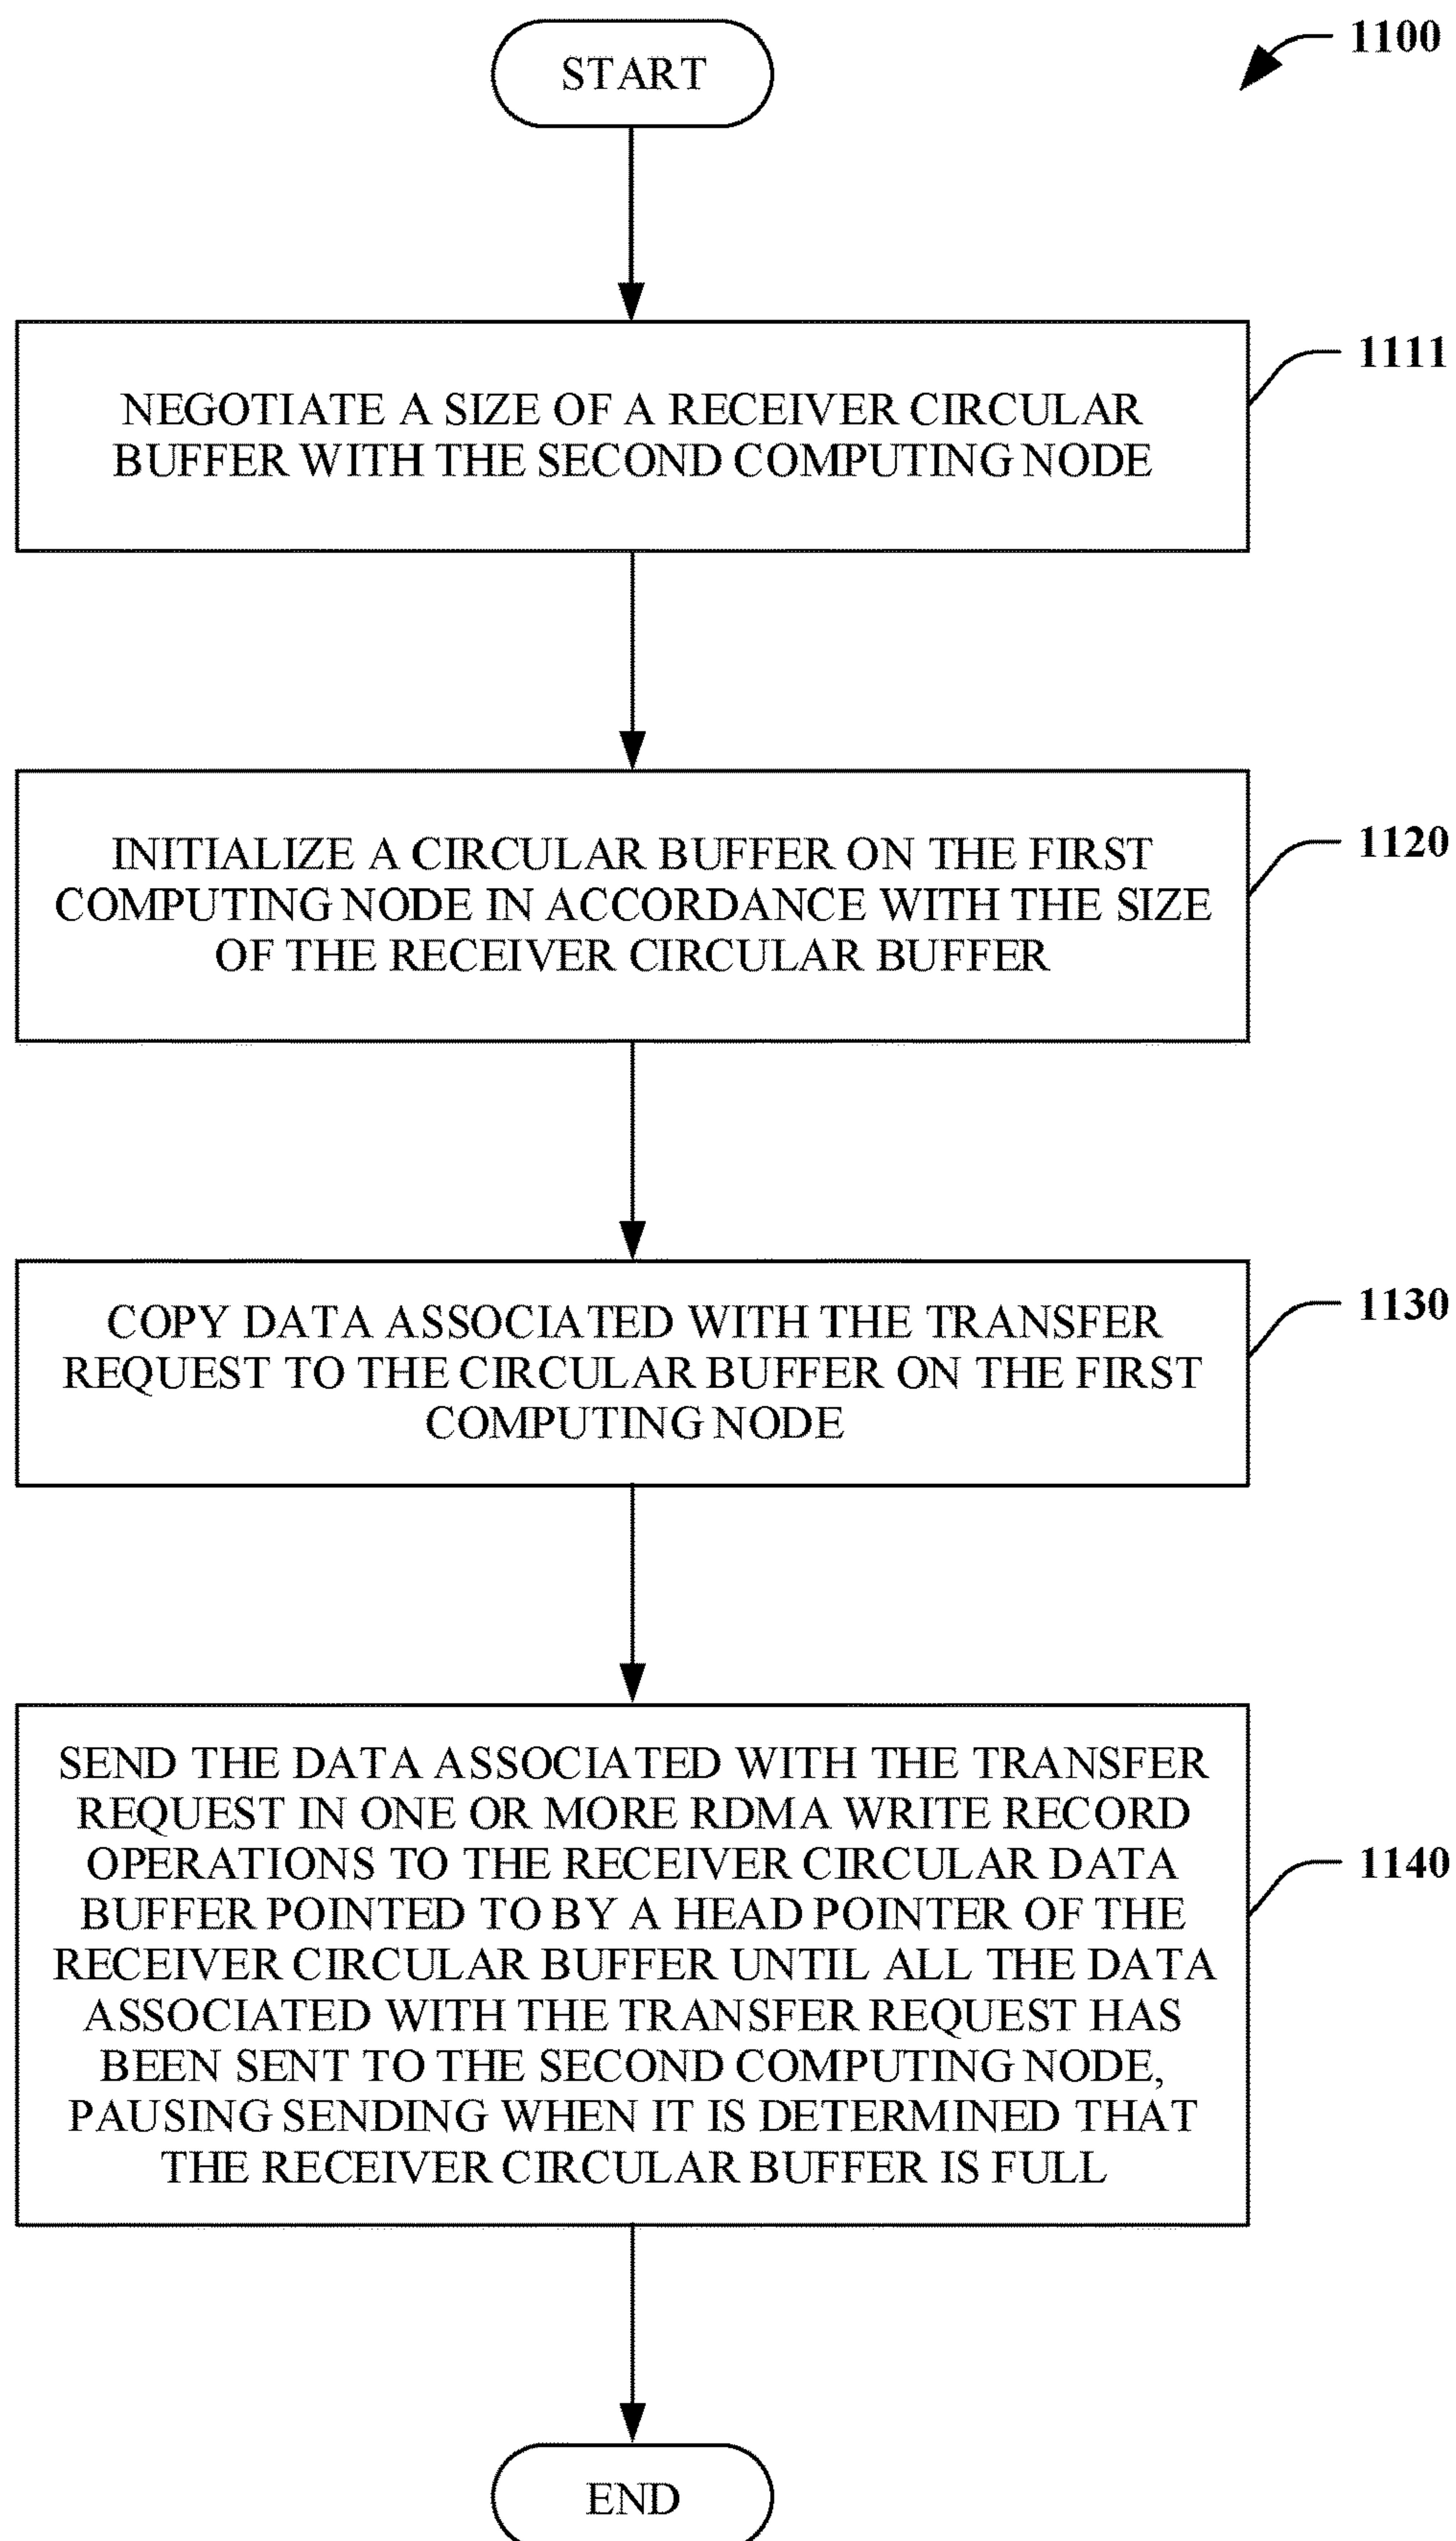 START
1100
NEGOTIATE A SIZE OF A RECEIVER CIRCULAR
BUFFER WITH THE SECOND COMPUTING NODE
1111
INITIALIZE A CIRCULAR BUFFER ON THE FIRST
COMPUTING NODE IN ACCORDANCE WITH THE SIZE
OF THE RECEIVER CIRCULAR BUFFER
1120
COPY DATA ASSOCIATED WITH THE TRANSFER
REQUEST TO THE CIRCULAR BUFFER ON THE FIRST
COMPUTING NODE
1130
SEND THE DATA ASSOCIATED WITH THE TRANSFER
REQUEST IN ONE OR MORE RDMA WRITE RECORD
OPERATIONS TO THE RECEIVER CIRCULAR DATA
BUFFER POINTED TO BY A HEAD POINTER OF THE
RECEIVER CIRCULAR BUFFER UNTIL ALL THE DATA
ASSOCIATED WITH THE TRANSFER REQUEST HAS
BEEN SENT TO THE SECOND COMPUTING NODE,
PAUSING SENDING WHEN IT IS DETERMINED THAT
THE RECEIVER CIRCULAR BUFFER IS FULL
1140
END